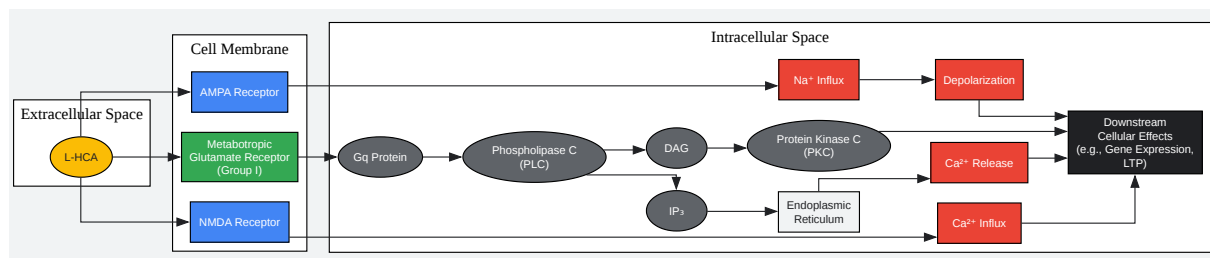 Extracellular Space
L-HCA
Cell Membrane
AMPA Receptor
Metabotropic
Glutamate Receptor
(Group I)
NMDA Receptor
Intracellular Space
Gq Protein
Phospholipase C
(PLC)
DAG
IP₃
Protein Kinase C
(PKC)
Endoplasmic
Reticulum
Na⁺ Influx
Depolarization
Ca²⁺ Release
Ca²⁺ Influx
Downstream
Cellular Effects
(e.g., Gene Expression,
LTP)